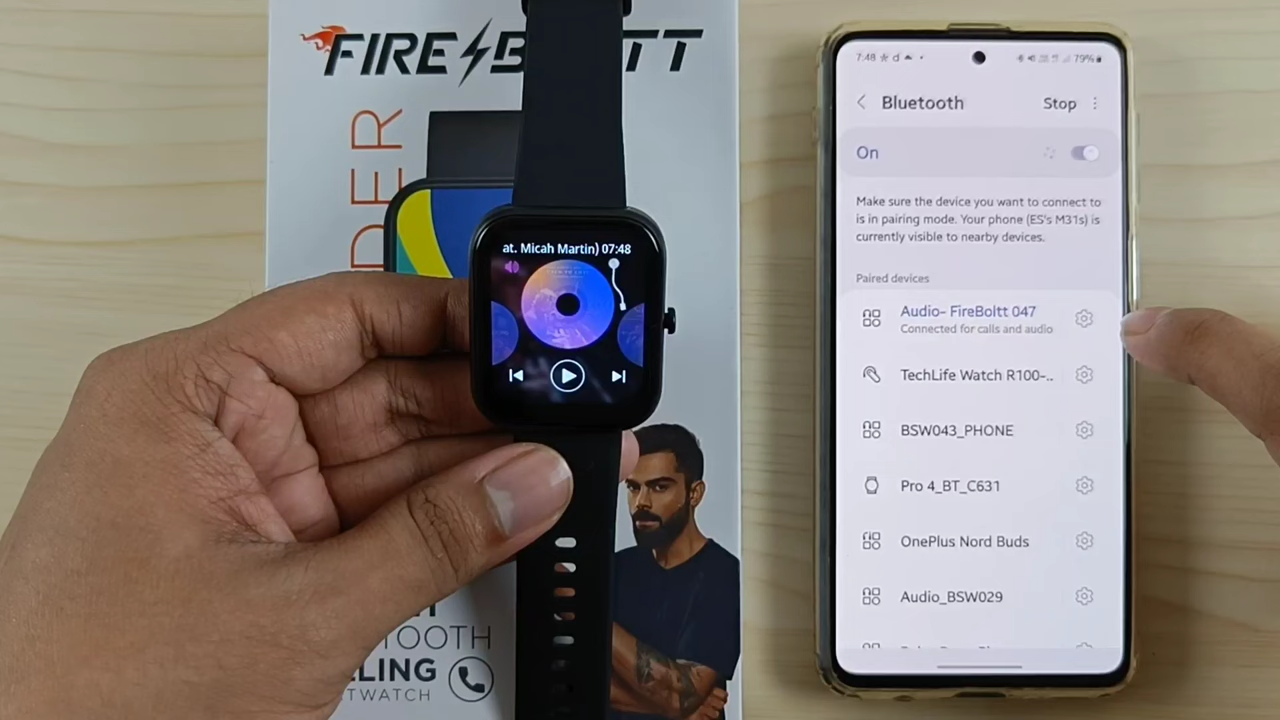 FIRE BOLTT
DER
BLUETOOTH
CALLING
SMARTWATCH
at. Micah Martin) 07:48
7:48
79%
Bluetooth
Stop
On
Make sure the device you want to connect to
is in pairing mode. Your phone (ES's M31s) is
currently visible to nearby devices.
Paired devices
Audio- FireBoltt 047
Connected for calls and audio
TechLife Watch R100-..
BSW043_PHONE
Pro 4_BT_C631
OnePlus Nord Buds
Audio_BSW029